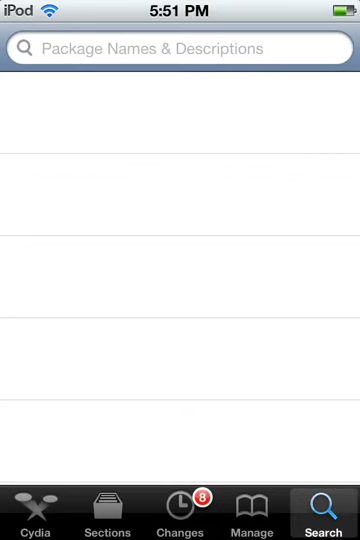 iPod 5:51 PM
Package Names & Descriptions
8
Cydia Sections Changes Manage Search